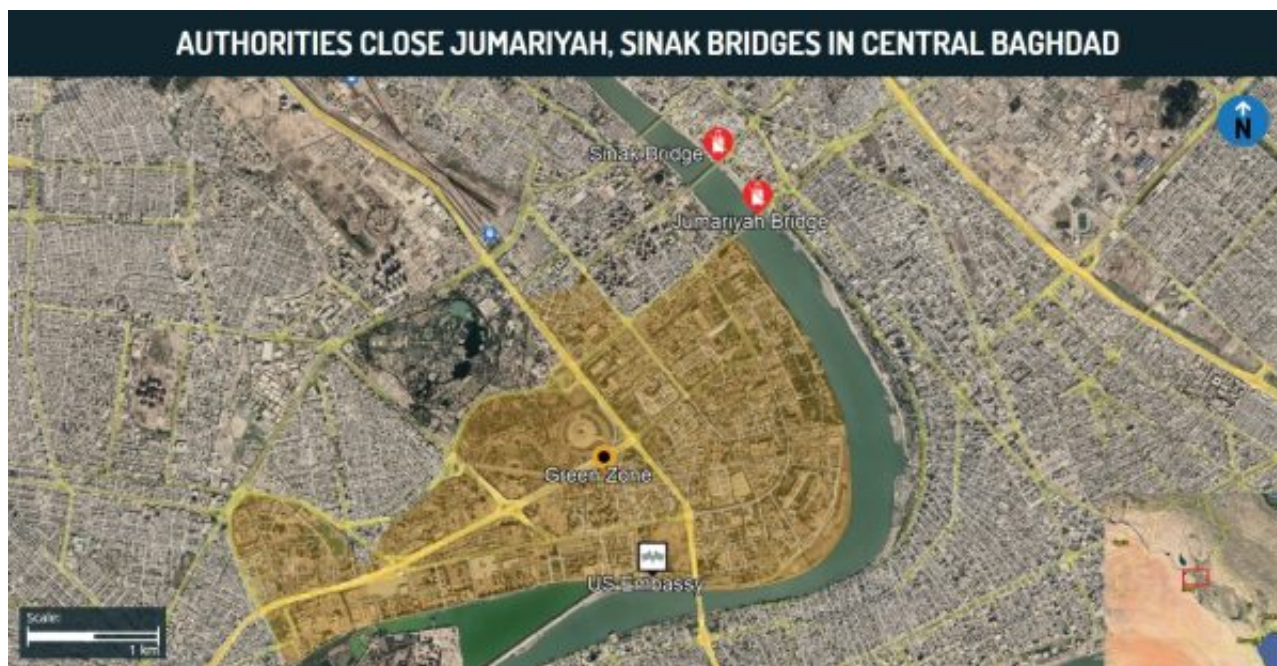 AUTHORITIES CLOSE JUMARIYAH, SINAK BRIDGES IN CENTRAL BAGHDAD
N
Sinak Bridge
Jumariyah Bridge
Green Zone
US Embassy
Scale:
1 km